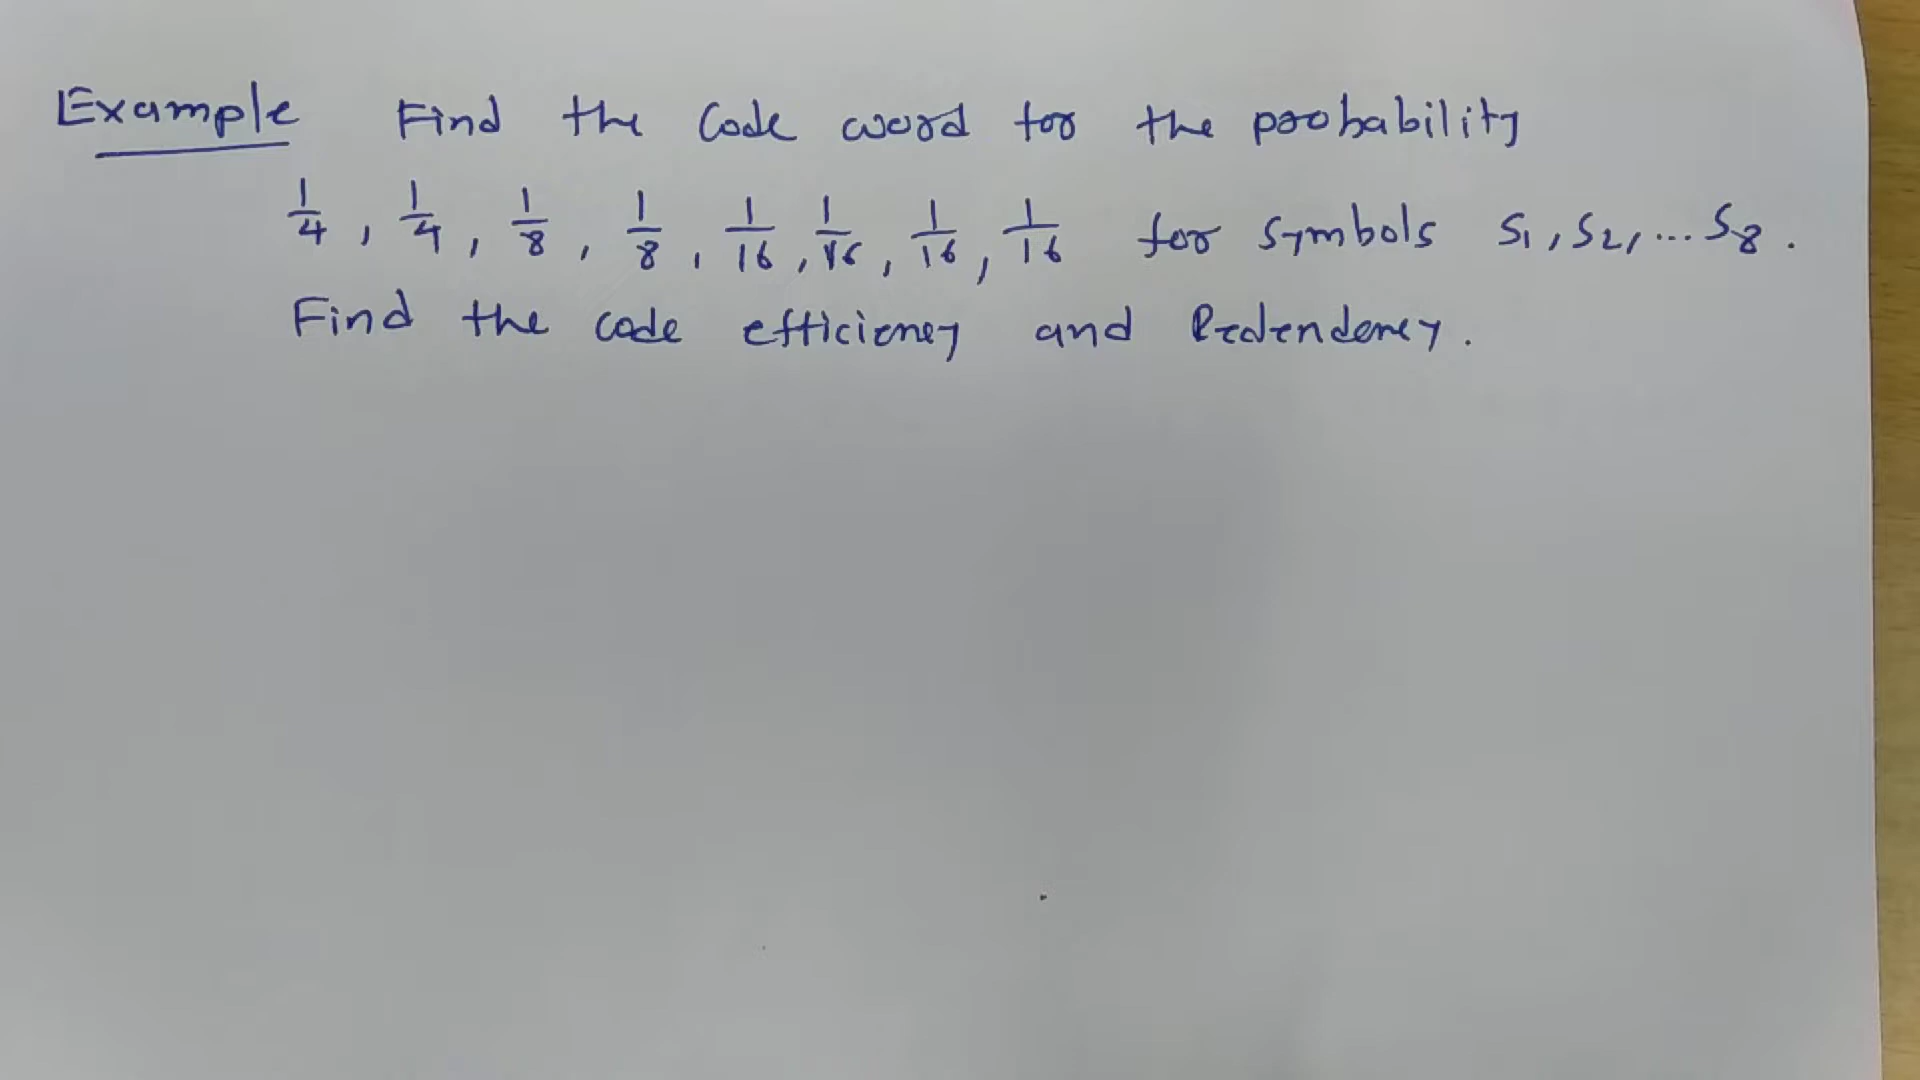 Example Find the Code word for the probability
1/4, 1/4, 1/8, 1/8, 1/16, 1/16, 1/16, 1/16 for symbols S1, S2, ... S8.
Find the code efficiency and Redendency.